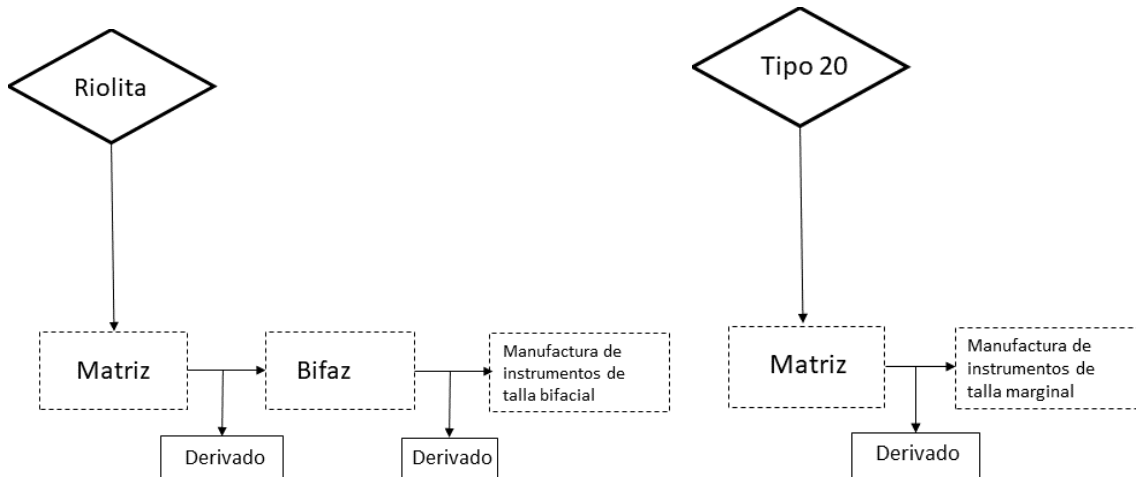 Riolita
Matriz
Bifaz
Manufactura de
instrumentos de
talla bifacial
Derivado
Derivado
Tipo 20
Matriz
Manufactura de
instrumentos de
talla marginal
Derivado